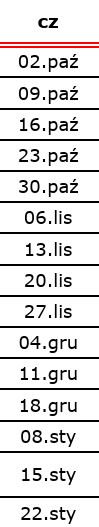 cz
02.paź
09.paź
16.paź
23.paź
30.paź
06.lis
13.lis
20.lis
27.lis
04.gru
11.gru
18.gru
08.sty
15.sty
22.sty